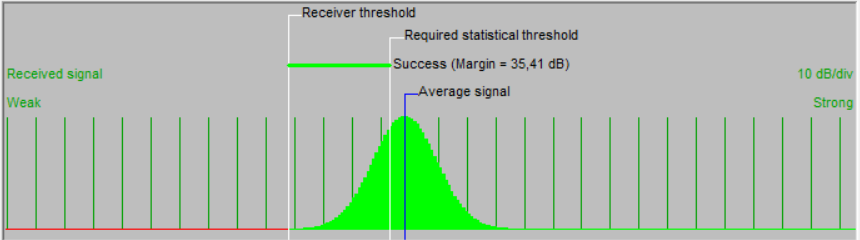 Receiver threshold
Required statistical threshold
Success (Margin = 35,41 dB)
Received signal
10 dB/div
Average signal
Weak
Strong